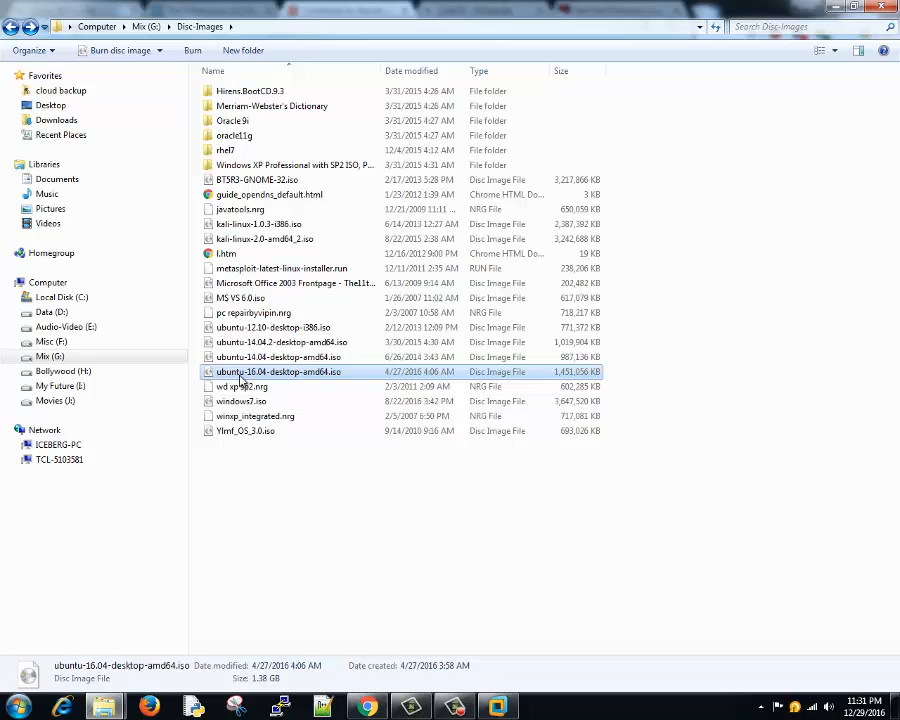 Computer Mix (G:) Disc-Images
Search Disc-Images
Organize Burn disc image Burn New folder
Favorites
cloud backup
Desktop
Downloads
Recent Places
Libraries
Documents
Music
Pictures
Videos
Homegroup
Computer
Local Disk (C:)
Data (D:)
Audio-Video (E:)
Misc (F:)
Mix (G:)
Bollywood (H:)
My Future (I:)
Movies (J:)
Network
ICEBERG-PC
TCL-5103581
Name Date modified Type Size
Hirens.BootCD.9.3 3/31/2015 4:26 AM File folder
Merriam-Webster's Dictionary 3/31/2015 4:26 AM File folder
Oracle 9i 3/31/2015 4:27 AM File folder
oracle11g 3/31/2015 4:27 AM File folder
rhel7 12/4/2015 4:12 AM File folder
Windows XP Professional with SP2 ISO, P... 3/31/2015 4:31 AM File folder
BT5R3-GNOME-32.iso 2/17/2013 5:28 PM Disc Image File 3,217,866 KB
guide_opendns_default.html 1/23/2012 1:39 AM Chrome HTML Do... 3 KB
javatools.nrg 12/21/2009 11:11 ... NRG File 650,059 KB
kali-linux-1.0.3-i386.iso 6/14/2013 12:27 AM Disc Image File 2,387,392 KB
kali-linux-2.0-amd64_2.iso 8/22/2015 2:38 AM Disc Image File 3,242,688 KB
l.htm 12/16/2012 9:00 PM Chrome HTML Do... 19 KB
metasploit-latest-linux-installer.run 12/11/2011 2:35 AM RUN File 238,206 KB
Microsoft Office 2003 Frontpage - The11t... 6/13/2009 9:14 AM Disc Image File 202,482 KB
MS VS 6.0.iso 1/26/2007 11:02 AM Disc Image File 617,079 KB
pc repairbyvipin.nrg 2/3/2007 10:58 AM NRG File 718,217 KB
ubuntu-12.10-desktop-i386.iso 2/12/2013 12:09 PM Disc Image File 771,372 KB
ubuntu-14.04.2-desktop-amd64.iso 3/30/2015 4:30 AM Disc Image File 1,019,904 KB
ubuntu-14.04-desktop-amd64.iso 6/26/2014 3:43 AM Disc Image File 987,136 KB
ubuntu-16.04-desktop-amd64.iso 4/27/2016 4:06 AM Disc Image File 1,451,056 KB
wd xp 2/3/2011 2:09 AM NRG File 602,285 KB
windows7.iso 8/22/2016 3:42 PM Disc Image File 3,647,520 KB
winxp_integrated.nrg 2/5/2007 6:50 PM NRG File 717,081 KB
Ylmf_OS_3.0.iso 9/14/2010 9:16 AM Disc Image File 693,026 KB
ubuntu-16.04-desktop-amd64.iso Date modified: 4/27/2016 4:06 AM Date created: 4/27/2016 3:58 AM
Disc Image File Size: 1.38 GB
11:31 PM
12/29/2016